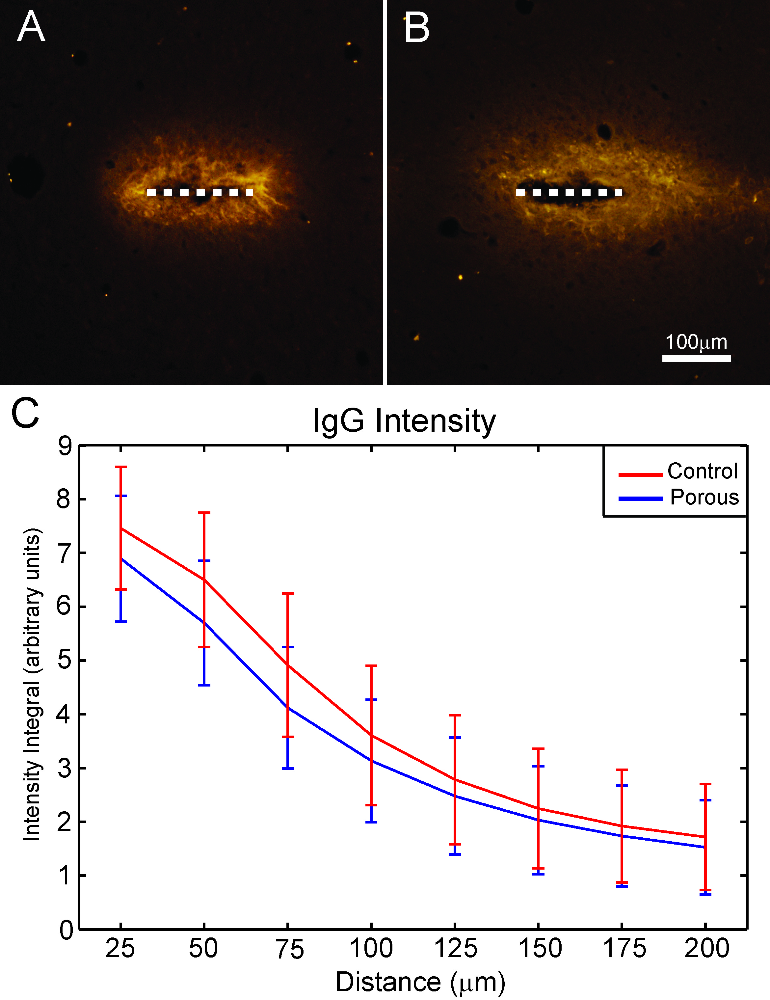 A
B
100μm
C
IgG Intensity
Control
Porous
Intensity Integral (arbitrary units)
9
8
7
6
5
4
3
2
1
0
25 50 75 100 125 150 175 200
Distance (μm)